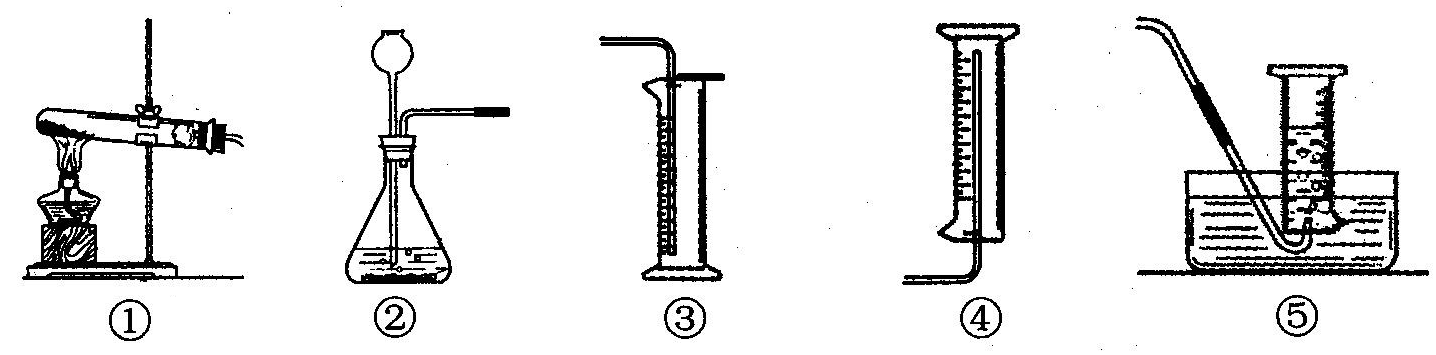 ① ② ③ ④ ⑤